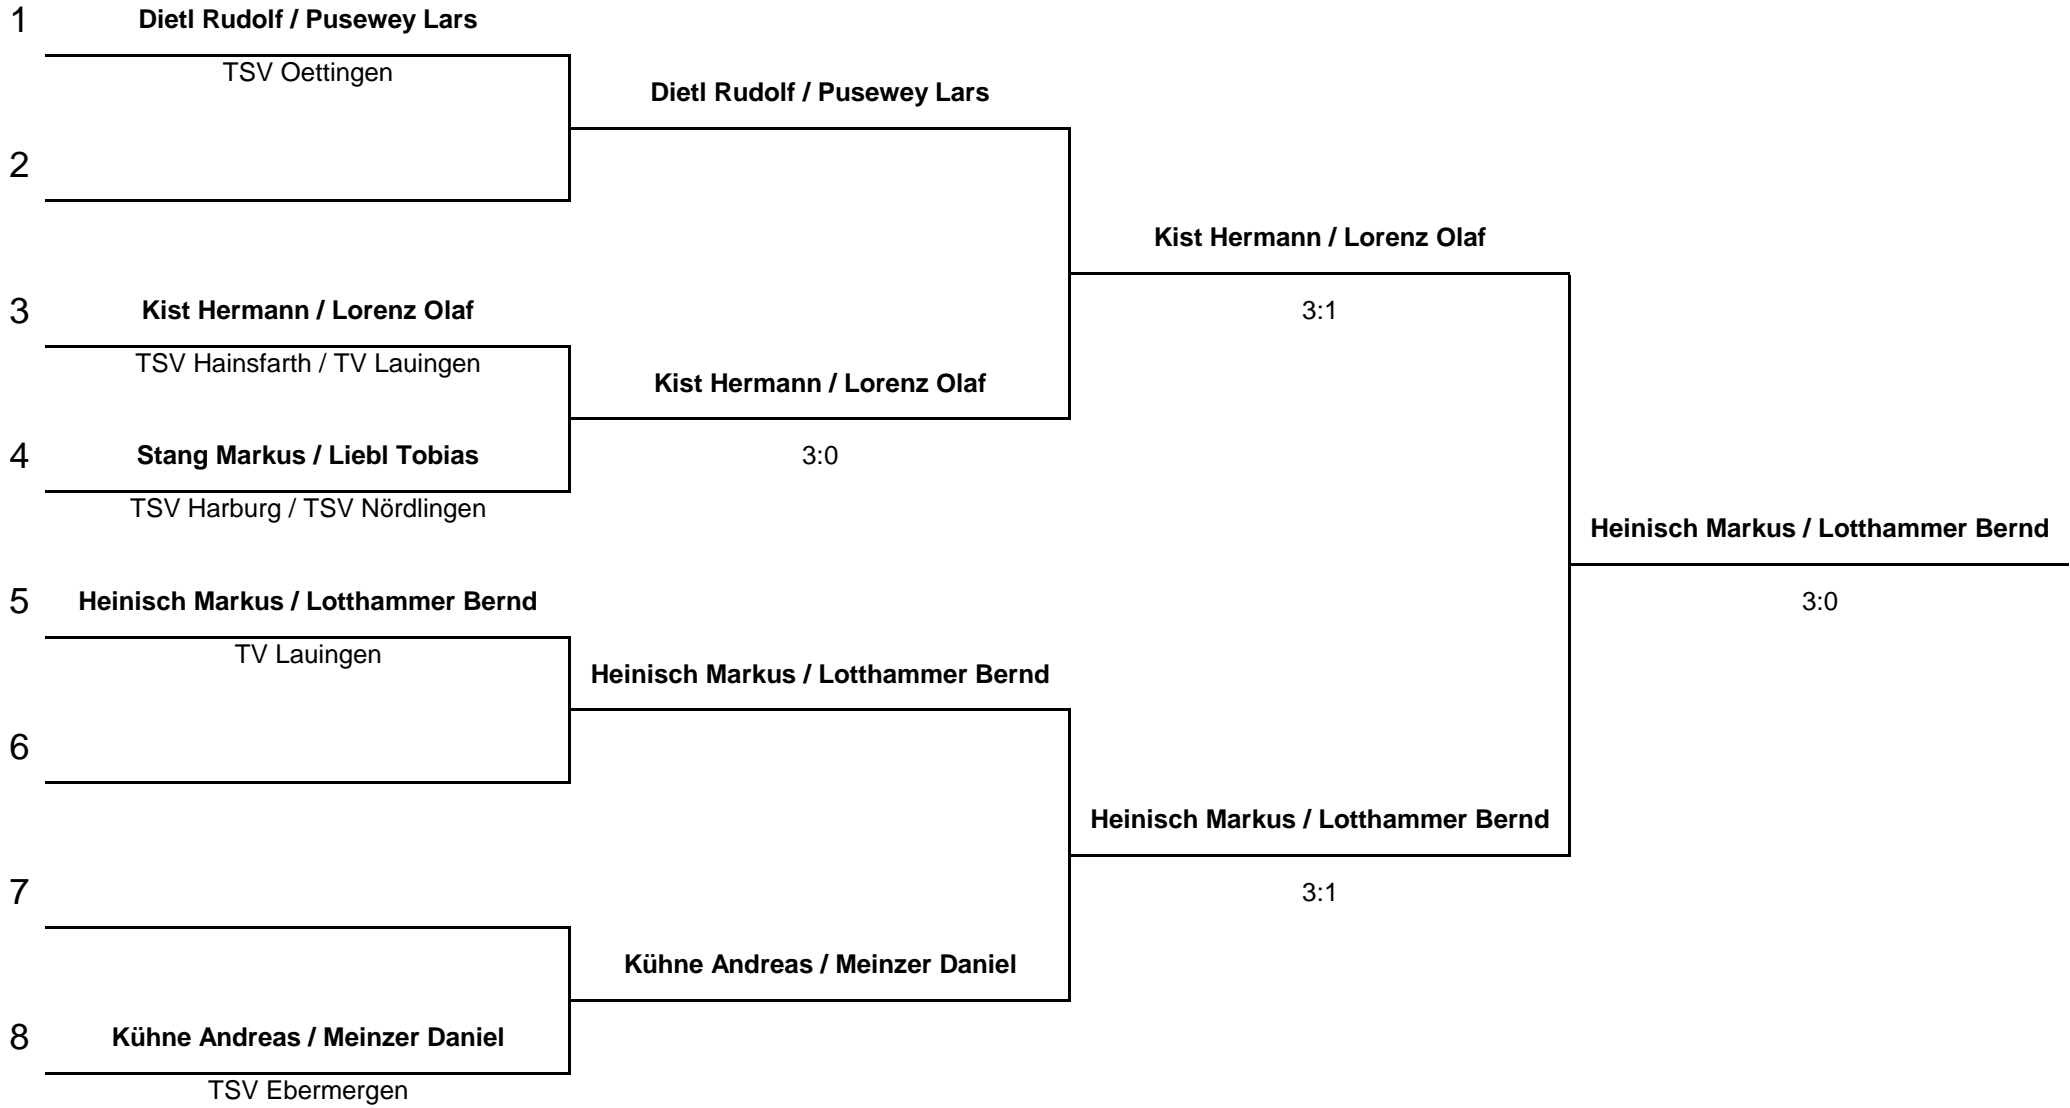 1
Dietl Rudolf / Pusewey Lars
TSV Oettingen
Dietl Rudolf / Pusewey Lars
2
Kist Hermann / Lorenz Olaf
3
Kist Hermann / Lorenz Olaf
3:1
TSV Hainsfarth / TV Lauingen
Kist Hermann / Lorenz Olaf
4
Stang Markus / Liebl Tobias
3:0
TSV Harburg / TSV Nördlingen
Heinisch Markus / Lotthammer Bernd
5
Heinisch Markus / Lotthammer Bernd
3:0
TV Lauingen
Heinisch Markus / Lotthammer Bernd
6
Heinisch Markus / Lotthammer Bernd
7
3:1
Kühne Andreas / Meinzer Daniel
8
Kühne Andreas / Meinzer Daniel
TSV Ebermergen